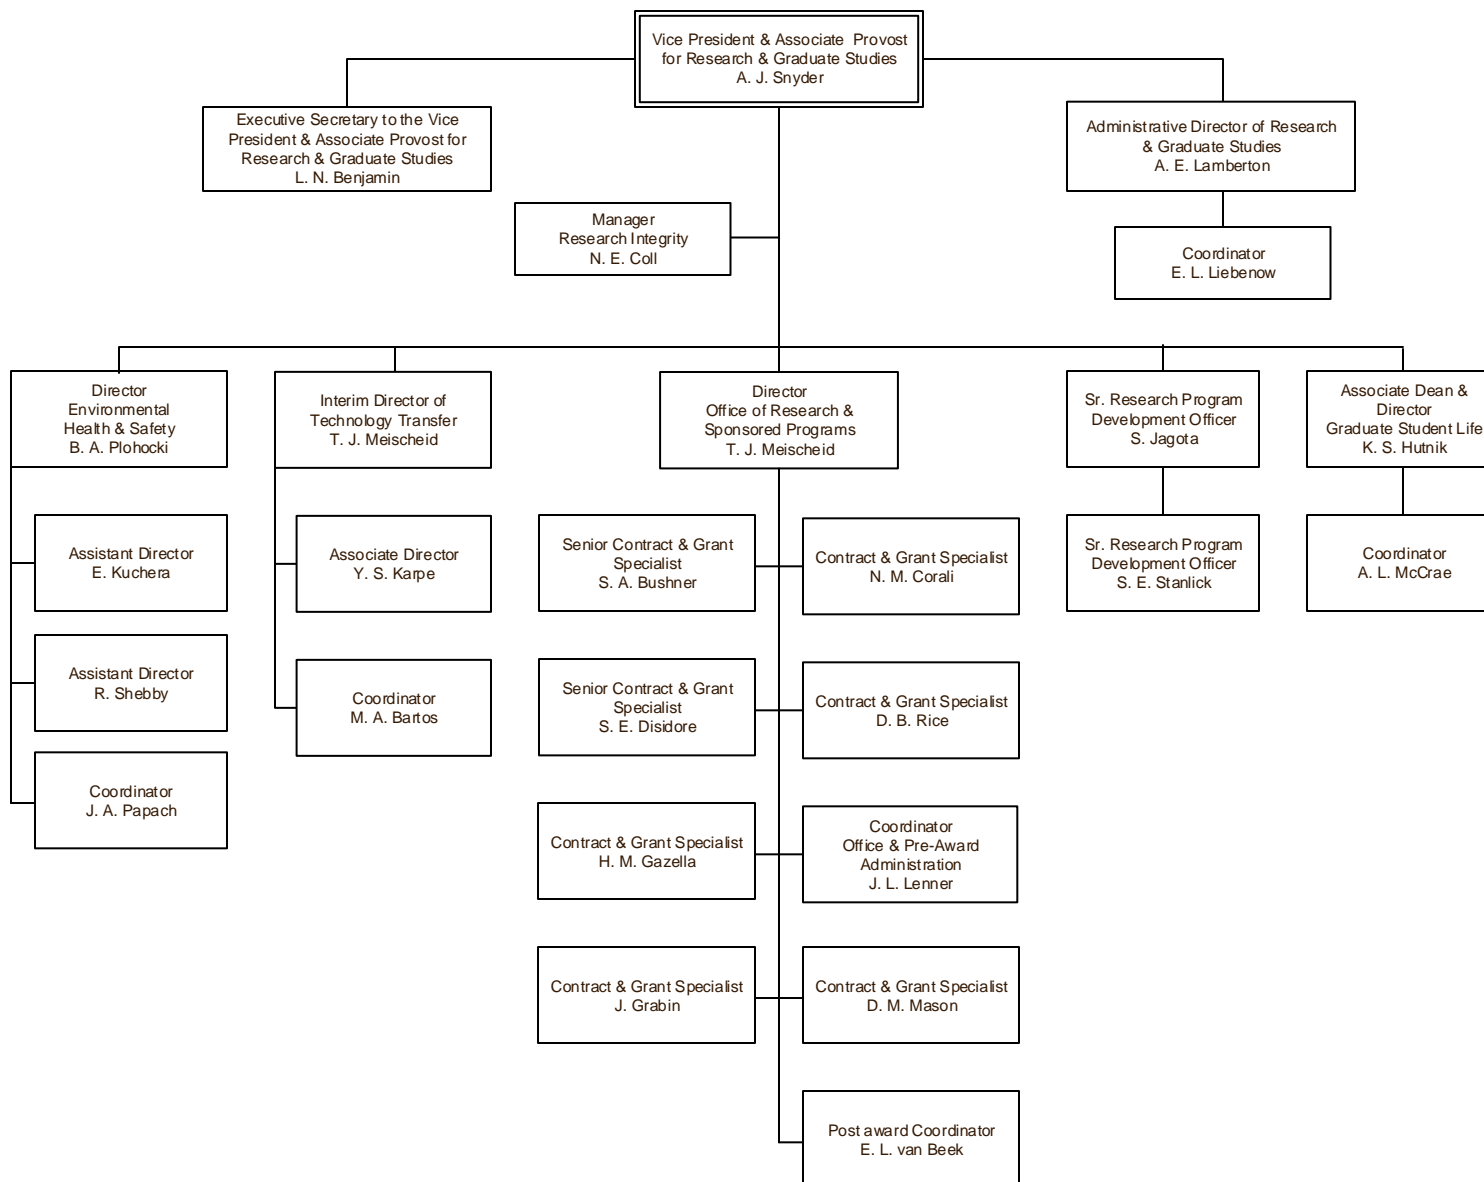 Vice President & Associate Provost
for Research & Graduate Studies
A. J. Snyder
Executive Secretary to the Vice
President & Associate Provost for
Research & Graduate Studies
L. N. Benjamin
Administrative Director of Research
& Graduate Studies
A. E. Lamberton
Manager
Research Integrity
N. E. Coll
Coordinator
E. L. Liebenow
Director
Environmental
Health & Safety
B. A. Plohocki
Interim Director of
Technology Transfer
T. J. Meischeid
Director
Office of Research &
Sponsored Programs
T. J. Meischeid
Sr. Research Program
Development Officer
S. Jagota
Associate Dean &
Director
Graduate Student Life
K. S. Hutnik
Assistant Director
E. Kuchera
Associate Director
Y. S. Karpe
Senior Contract & Grant
Specialist
S. A. Bushner
Contract & Grant Specialist
N. M. Corali
Sr. Research Program
Development Officer
S. E. Stanlick
Coordinator
A. L. McCrae
Assistant Director
R. Shebby
Coordinator
M. A. Bartos
Senior Contract & Grant
Specialist
S. E. Disidore
Contract & Grant Specialist
D. B. Rice
Coordinator
J. A. Papach
Contract & Grant Specialist
H. M. Gazella
Coordinator
Office & Pre-Award
Administration
J. L. Lenner
Contract & Grant Specialist
J. Grabin
Contract & Grant Specialist
D. M. Mason
Post award Coordinator
E. L. van Beek